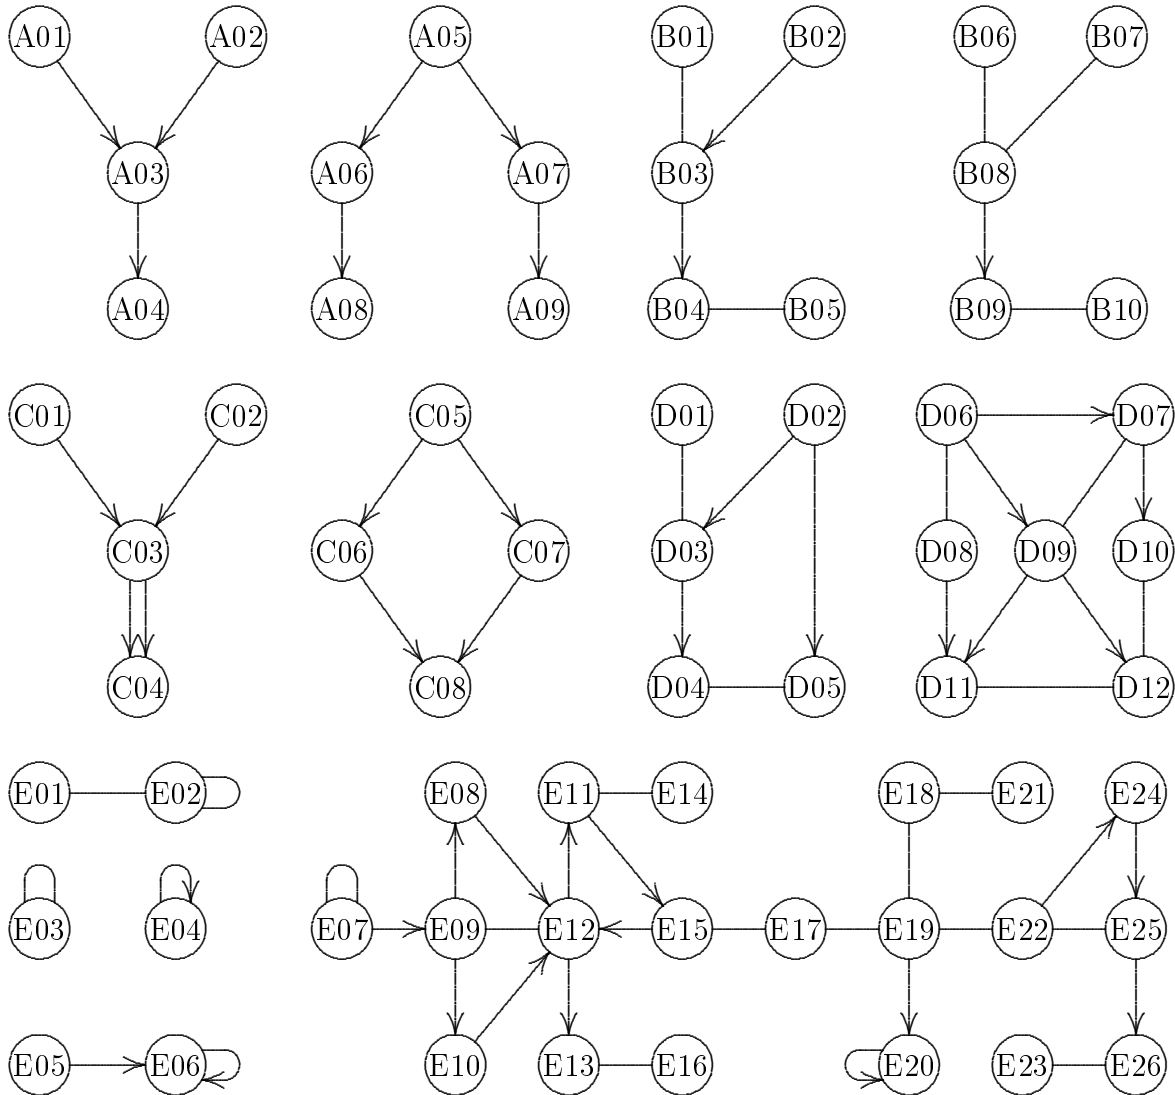 A01 A02 A05 B01 B02 B06 B07
A03 A06 A07 B03 B08
A04 A08 A09 B04 B05 B09 B10
C01 C02 C05 D01 D02 D06 D07
C03 C06 C07 D03 D08 D09 D10
C04 C08 D04 D05 D11 D12
E01 E02 E08 E11 E14 E18 E21 E24
E03 E04 E07 E09 E12 E15 E17 E19 E22 E25
E05 E06 E10 E13 E16 E20 E23 E26